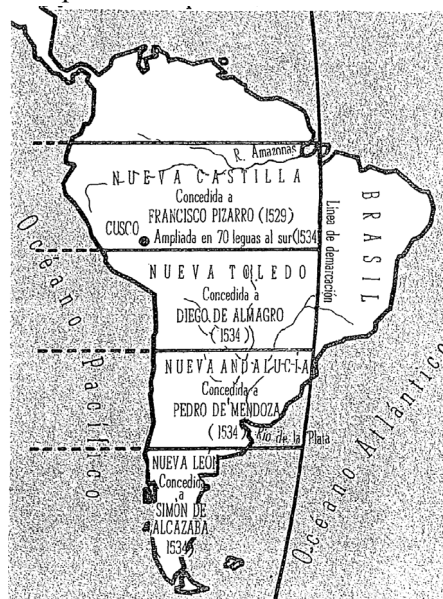 R. Amazonas
NUEVA CASTILLA
Concedida a
FRANCISCO PIZARRO (1529)
CUSCO
Ampliada en 70 leguas al sur(1534
BRASIL
Línea de demarcación
NUEVA TOLEDO
Concedida a
DIEGO DE ALMAGRO
(1534)
NUEVA ANDALUCIA
Concedida a
PEDRO DE MENDOZA
(1534)
Río de la Plata
NUEVA LEON
Concedida
a
SIMON DE
ALCAZABA
1534
Océano Pacífico
Océano Atlántico